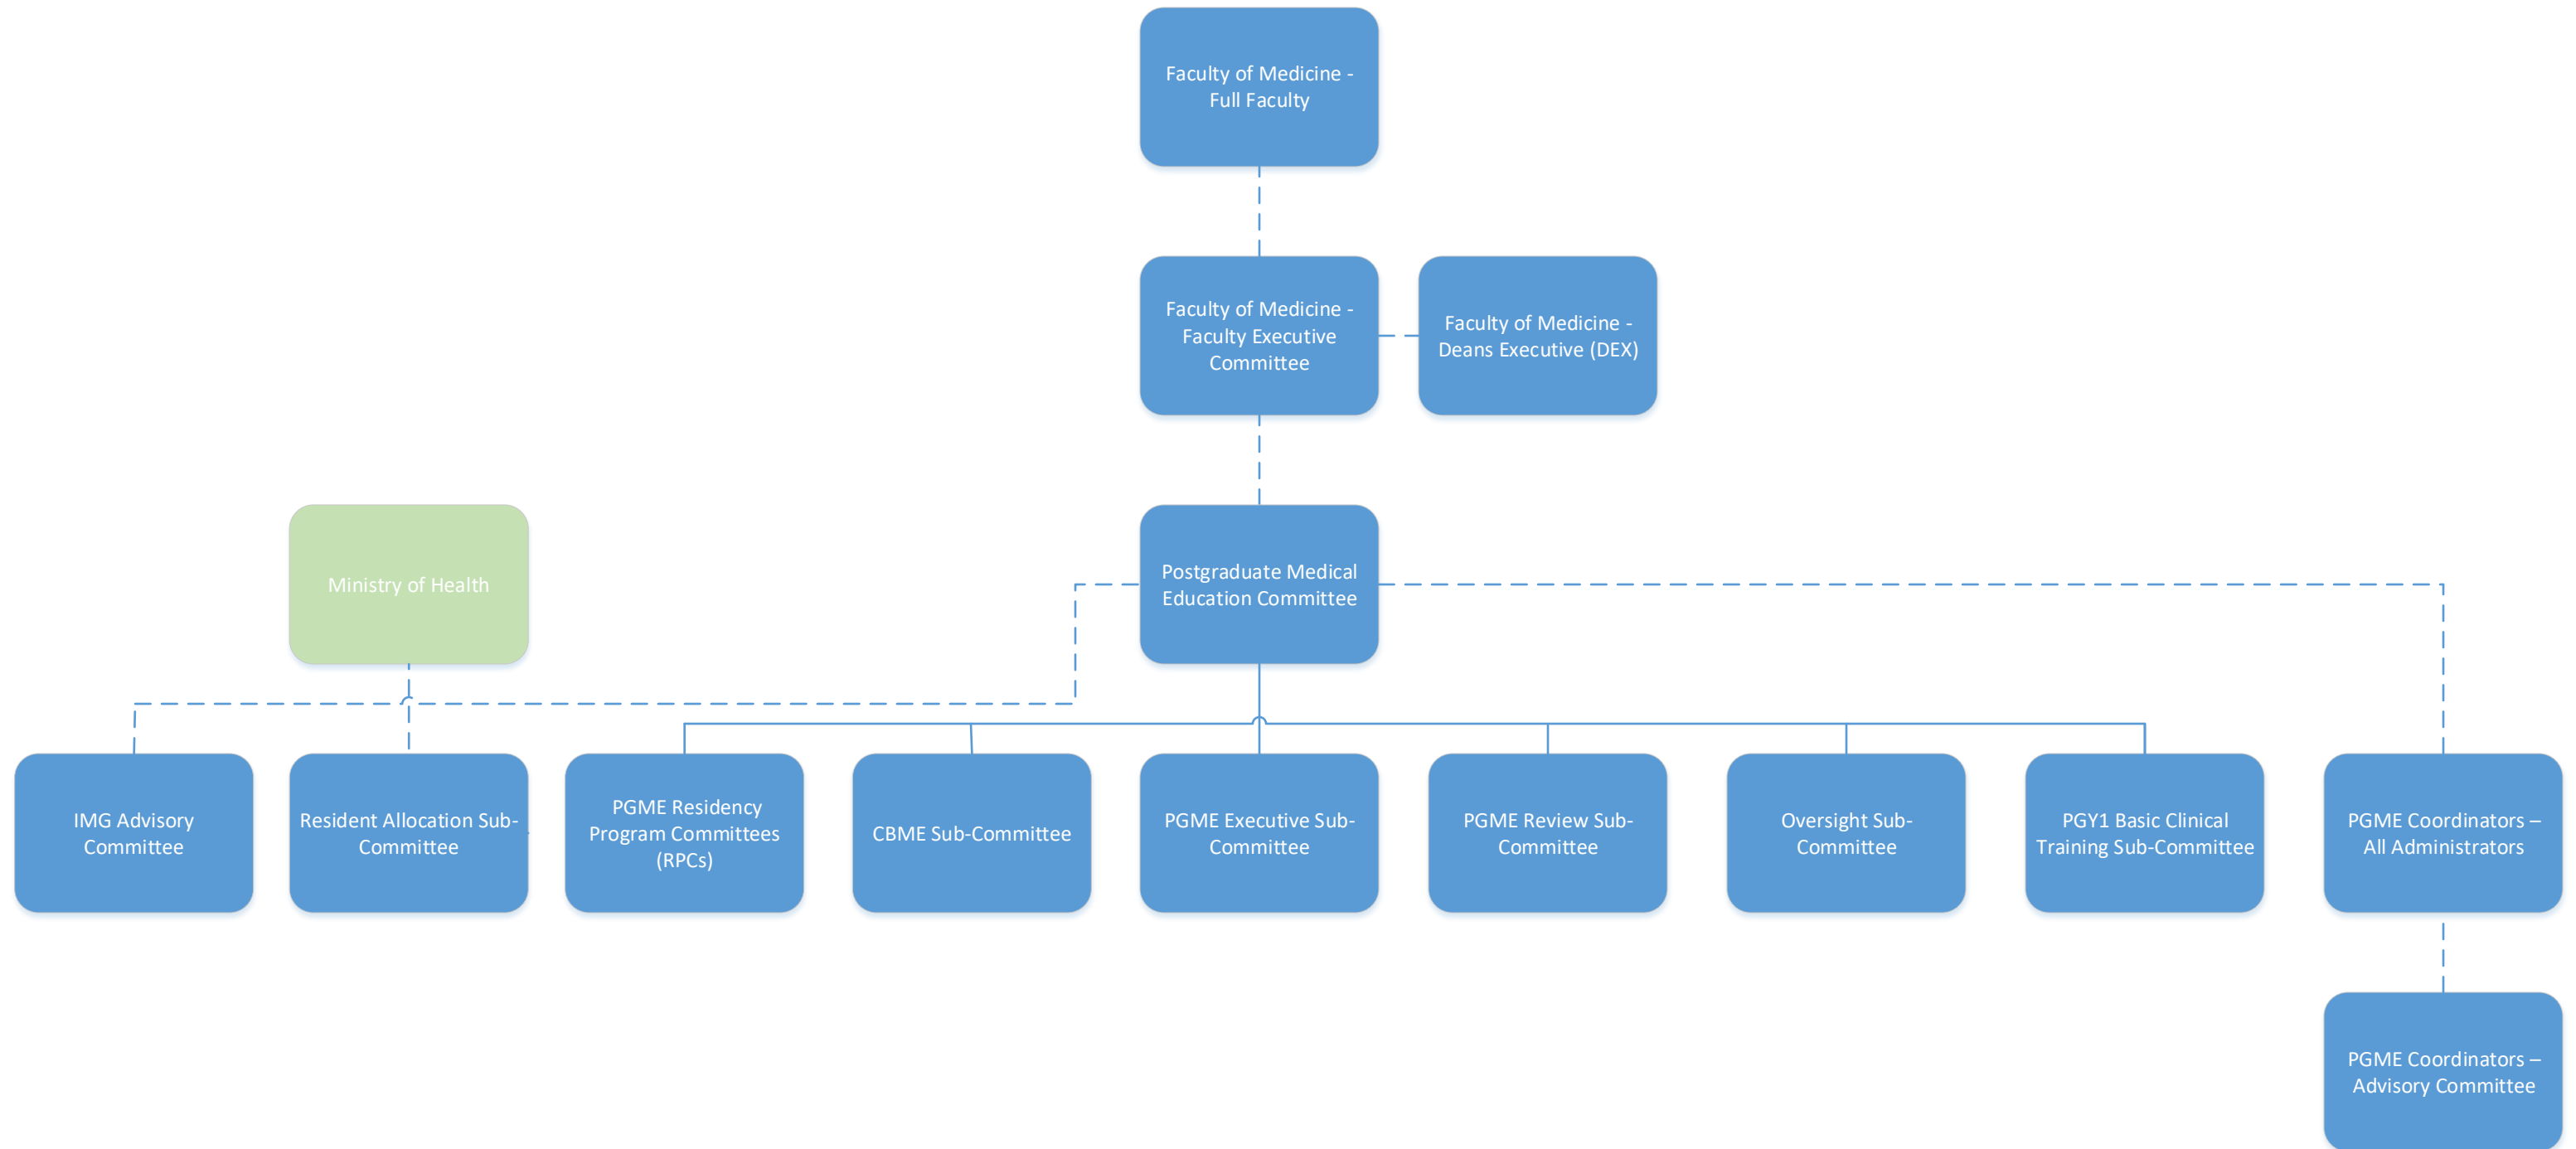 Faculty of Medicine -
Full Faculty
Faculty of Medicine -
Faculty Executive
Committee
Faculty of Medicine -
Deans Executive (DEX)
Ministry of Health
Postgraduate Medical
Education Committee
IMG Advisory
Committee
Resident Allocation Sub-
Committee
PGME Residency
Program Committees
(RPCs)
CBME Sub-Committee
PGME Executive Sub-
Committee
PGME Review Sub-
Committee
Oversight Sub-
Committee
PGY1 Basic Clinical
Training Sub-Committee
PGME Coordinators –
All Administrators
PGME Coordinators –
Advisory Committee